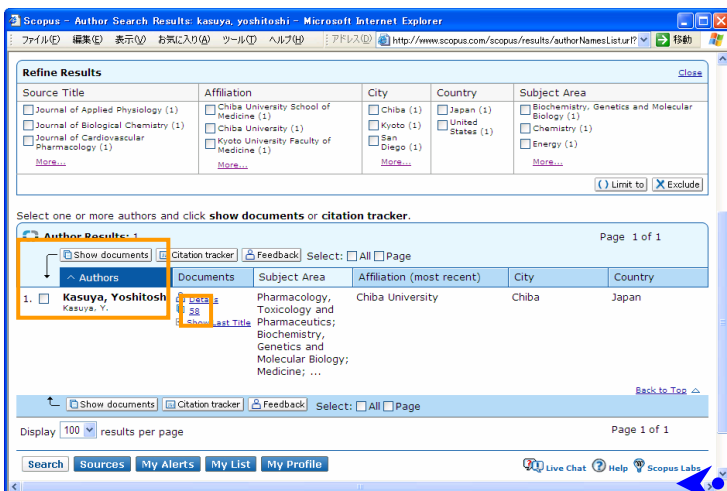 Scopus - Author Search Results: kasuya, yoshitoshi - Microsoft Internet Explorer
ファイル(F) 編集(E) 表示(V) お気に入り(A) ツール(T) ヘルプ(H) アドレス(D) http://www.scopus.com/scopus/results/authorNamesList.url? 移動
Refine Results Close
Source Title Affiliation City Country Subject Area
Journal of Applied Physiology (1)
Journal of Biological Chemistry (1)
Journal of Cardiovascular
Pharmacology (1)
More...
Chiba University School of
Medicine (1)
Chiba University (1)
Kyoto University Faculty of
Medicine (1)
More...
Chiba (1)
Kyoto (1)
San
Diego (1)
More...
Japan (1)
United
States (1)
Biochemistry, Genetics and Molecular
Biology (1)
Chemistry (1)
Energy (1)
More...
Limit to Exclude
Select one or more authors and click show documents or citation tracker.
Author Results: 1 Page 1 of 1
Show documents Citation tracker Feedback Select: All Page
Authors Documents Subject Area Affiliation (most recent) City Country
1. Kasuya, Yoshitosh
Kasuya, Y.
Details
58
Show Last Title
Pharmacology,
Toxicology and
Pharmaceutics;
Biochemistry,
Genetics and
Molecular Biology;
Medicine; ...
Chiba University
Chiba
Japan
Back to Top
Show documents Citation tracker Feedback Select: All Page
Display 100 results per page Page 1 of 1
Search Sources My Alerts My List My Profile Live Chat Help Scopus Labs